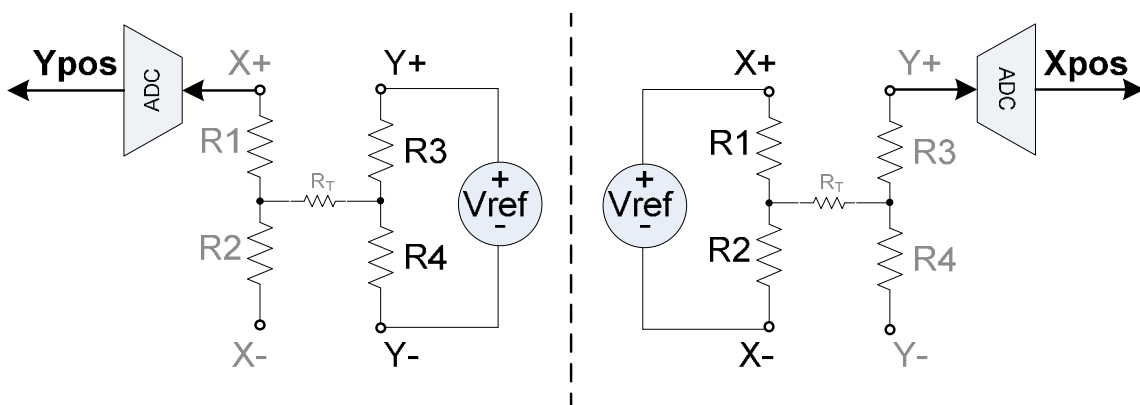 Ypos
ADC
X+
Y+
R1
R3
RT
+
Vref
-
R2
R4
X-
Y-
X+
Y+
ADC
Xpos
R1
R3
RT
+
Vref
-
R2
R4
X-
Y-